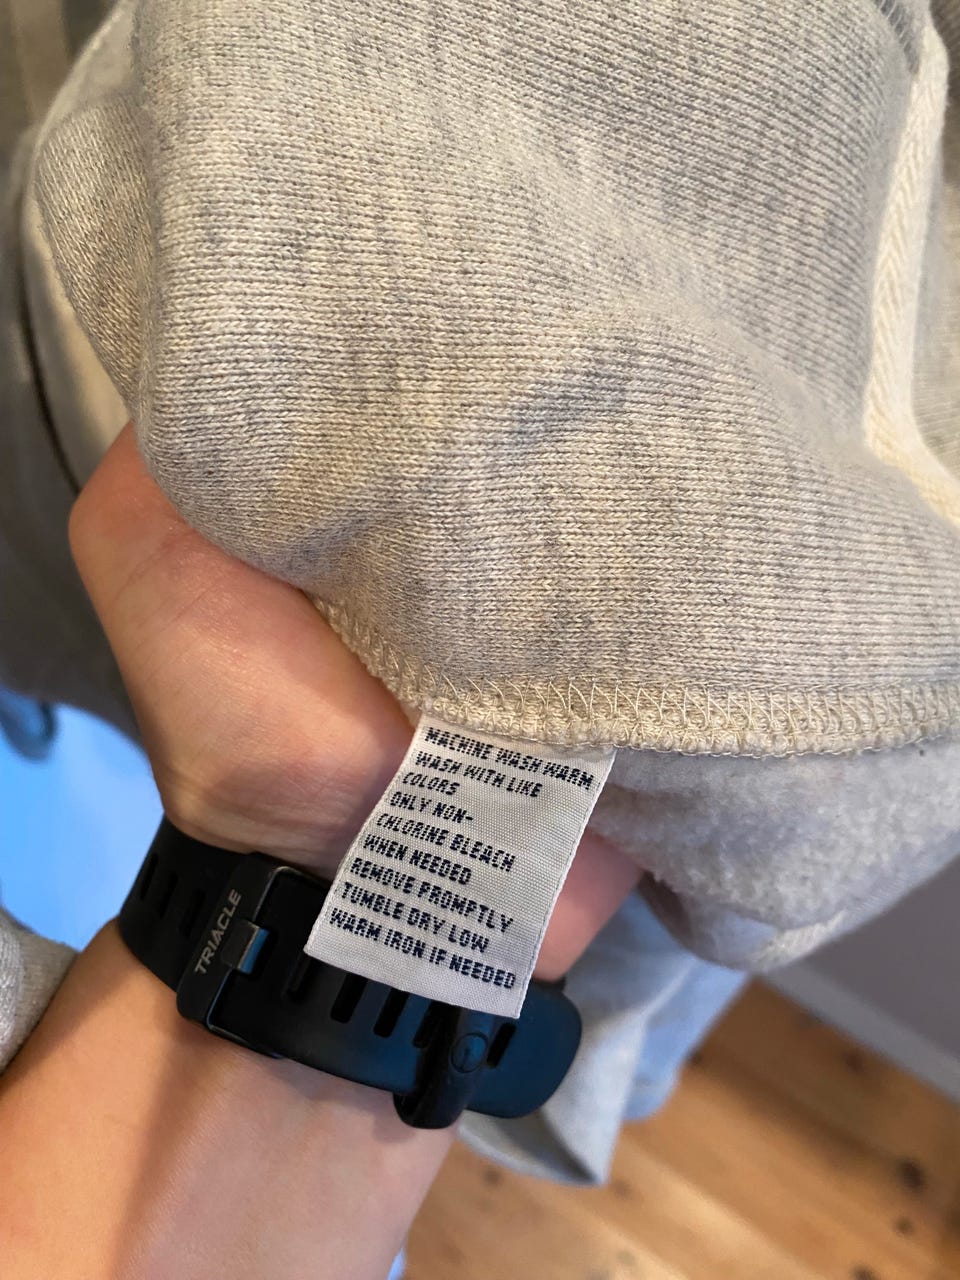 MACHINE WASH WARM
WASH WITH LIKE
COLORS
ONLY NON-
CHLORINE BLEACH
WHEN NEEDED
REMOVE PROMPTLY
TUMBLE DRY LOW
WARM IRON IF NEEDED
TRIACLE